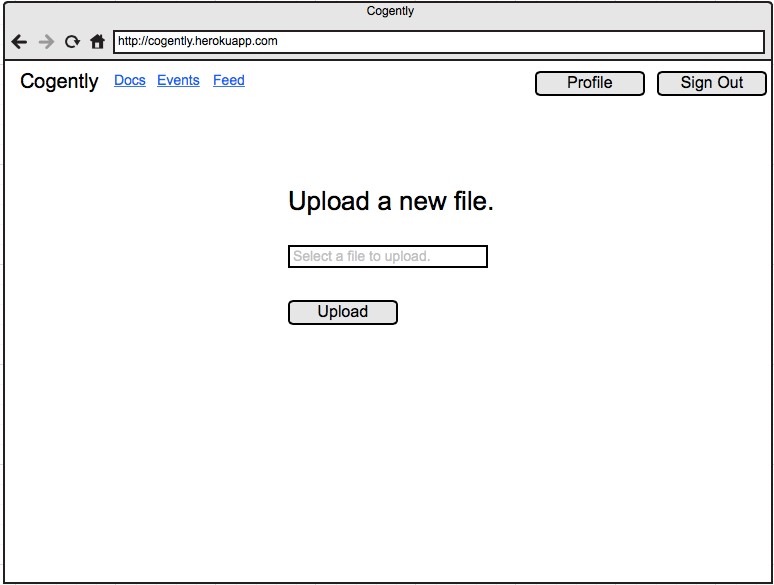 Cogently
http://cogently.herokuapp.com
Cogently Docs Events Feed Profile Sign Out
Upload a new file.
Select a file to upload.
Upload